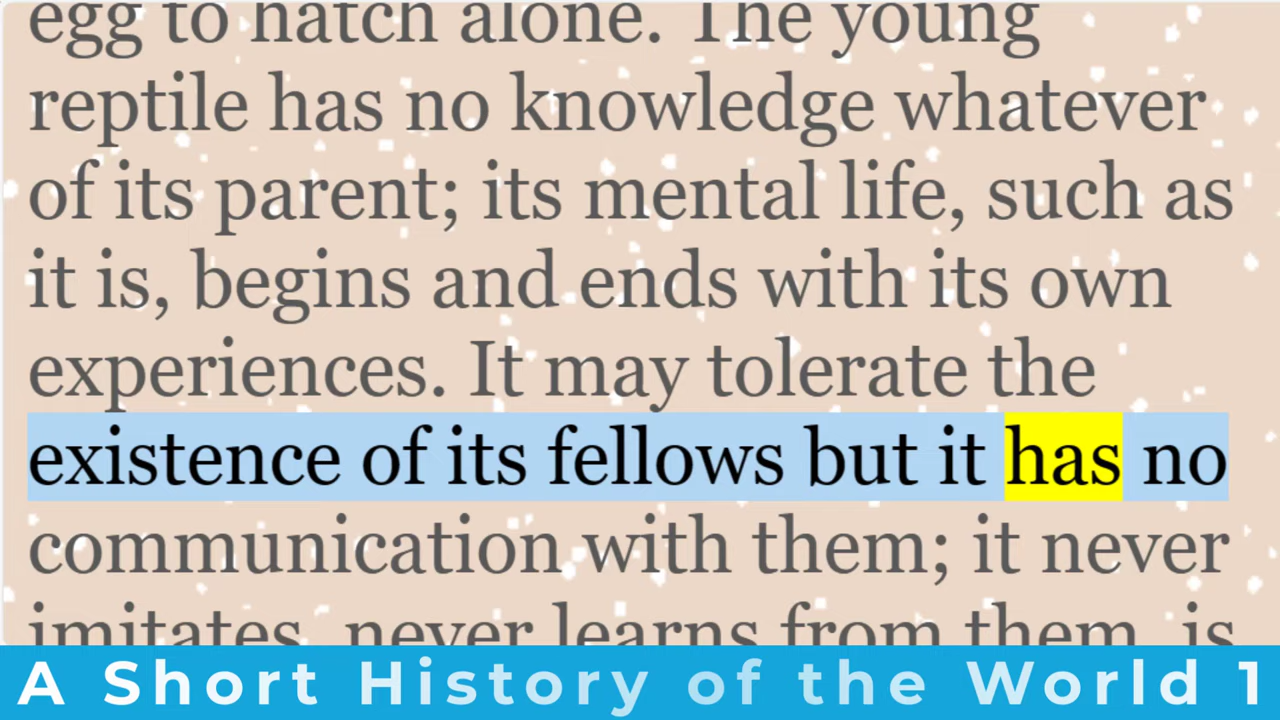 egg to hatch alone. The young
reptile has no knowledge whatever
of its parent; its mental life, such as
it is, begins and ends with its own
experiences. It may tolerate the
existence of its fellows but it has no
communication with them; it never
imitates, never learns from them, is
A Short History of the World 1